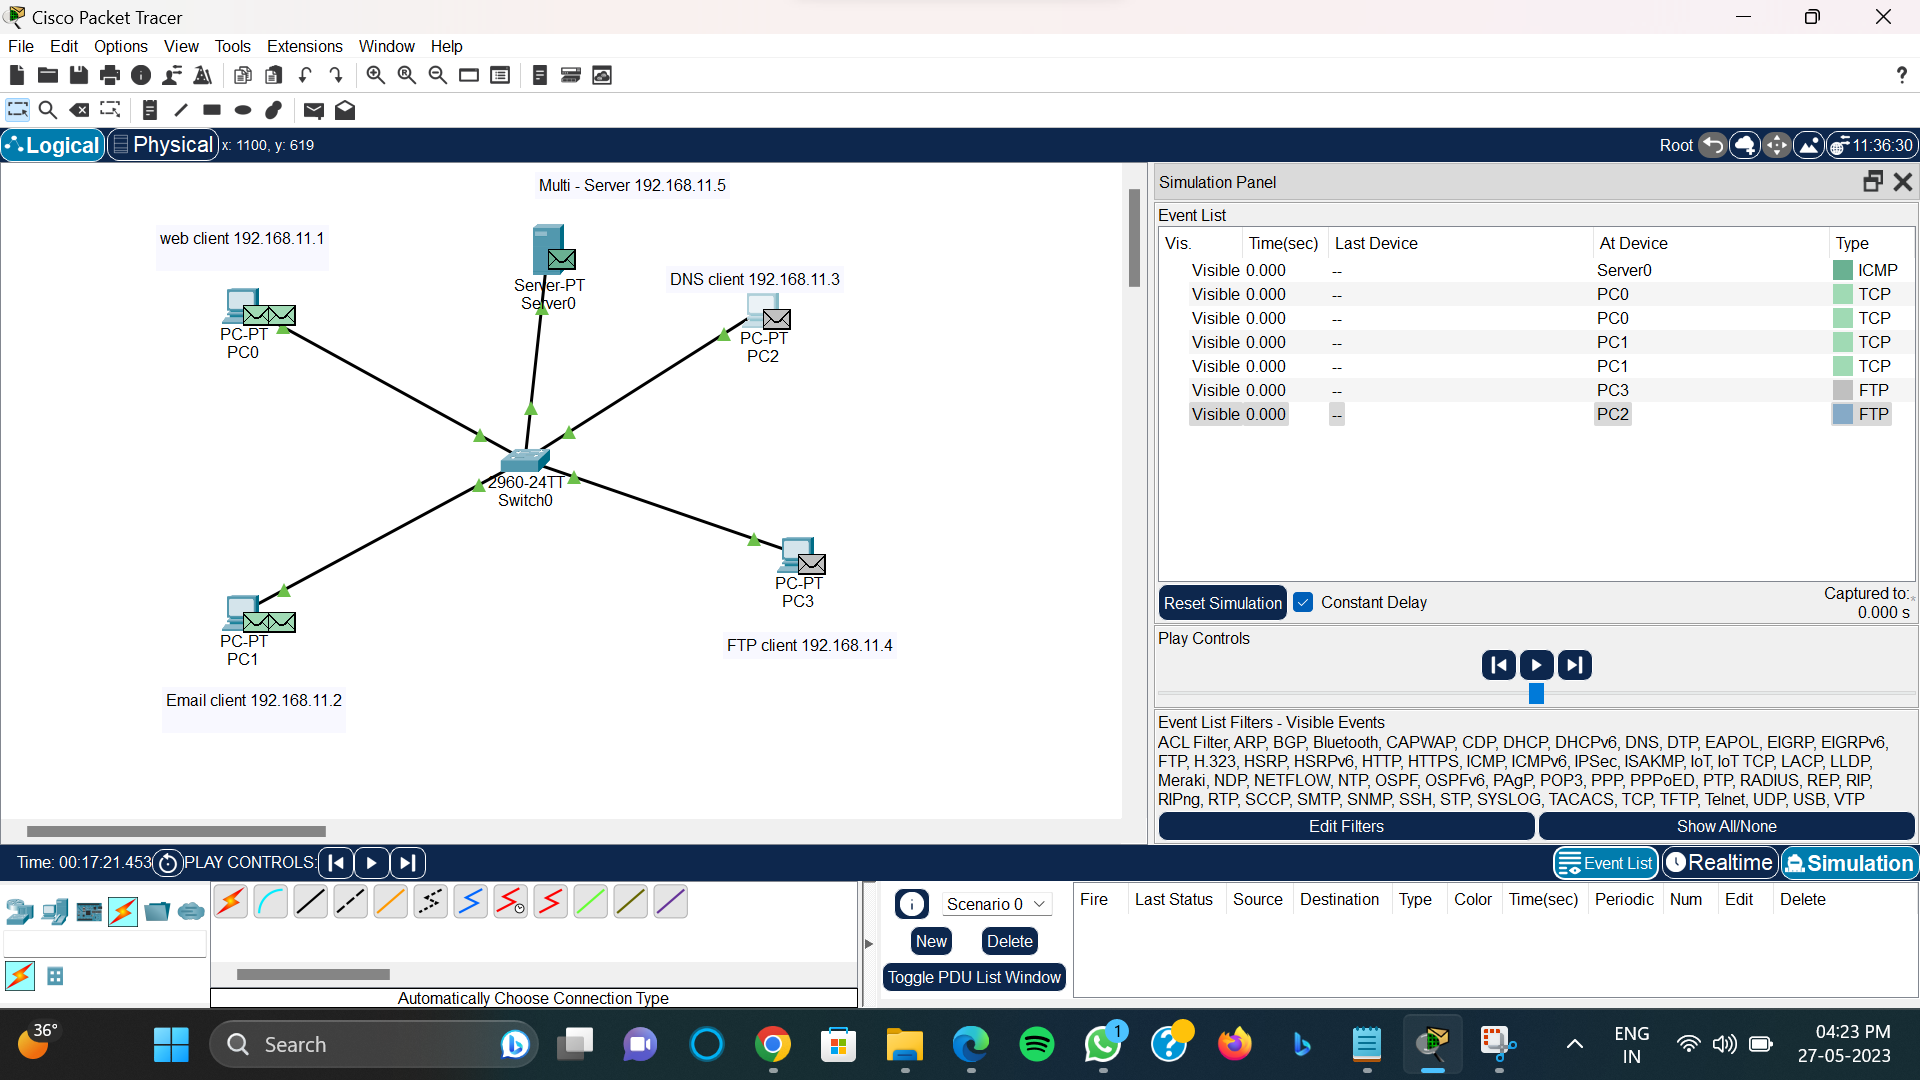 Cisco Packet Tracer
File Edit Options View Tools Extensions Window Help
?
Logical Physical x: 1100, y: 619 Root 11:36:30
Multi - Server 192.168.11.5
web client 192.168.11.1
Server-PT
Server0
DNS client 192.168.11.3
PC-PT
PC0
PC-PT
PC2
2960-24TT
Switch0
PC-PT
PC3
FTP client 192.168.11.4
PC-PT
PC1
Email client 192.168.11.2
Simulation Panel
Event List
Vis. Time(sec) Last Device At Device Type
Visible 0.000 -- Server0 ICMP
Visible 0.000 -- PC0 TCP
Visible 0.000 -- PC0 TCP
Visible 0.000 -- PC1 TCP
Visible 0.000 -- PC1 TCP
Visible 0.000 -- PC3 FTP
Visible 0.000 -- PC2 FTP
Reset Simulation Constant Delay Captured to:*
0.000 s
Play Controls
Event List Filters - Visible Events
ACL Filter, ARP, BGP, Bluetooth, CAPWAP, CDP, DHCP, DHCPv6, DNS, DTP, EAPOL, EIGRP, EIGRPv6,
FTP, H.323, HSRP, HSRPv6, HTTP, HTTPS, ICMP, ICMPv6, IPSec, ISAKMP, IoT, IoT TCP, LACP, LLDP,
Meraki, NDP, NETFLOW, NTP, OSPF, OSPFv6, PAgP, POP3, PPP, PPPoED, PTP, RADIUS, REP, RIP,
RIPng, RTP, SCCP, SMTP, SNMP, SSH, STP, SYSLOG, TACACS, TCP, TFTP, Telnet, UDP, USB, VTP
Edit Filters Show All/None
Time: 00:17:21.453 PLAY CONTROLS: Event List Realtime Simulation
Scenario 0
New Delete
Toggle PDU List Window
Fire Last Status Source Destination Type Color Time(sec) Periodic Num Edit Delete
Automatically Choose Connection Type
36° Search 1 ENG
IN 04:23 PM
27-05-2023